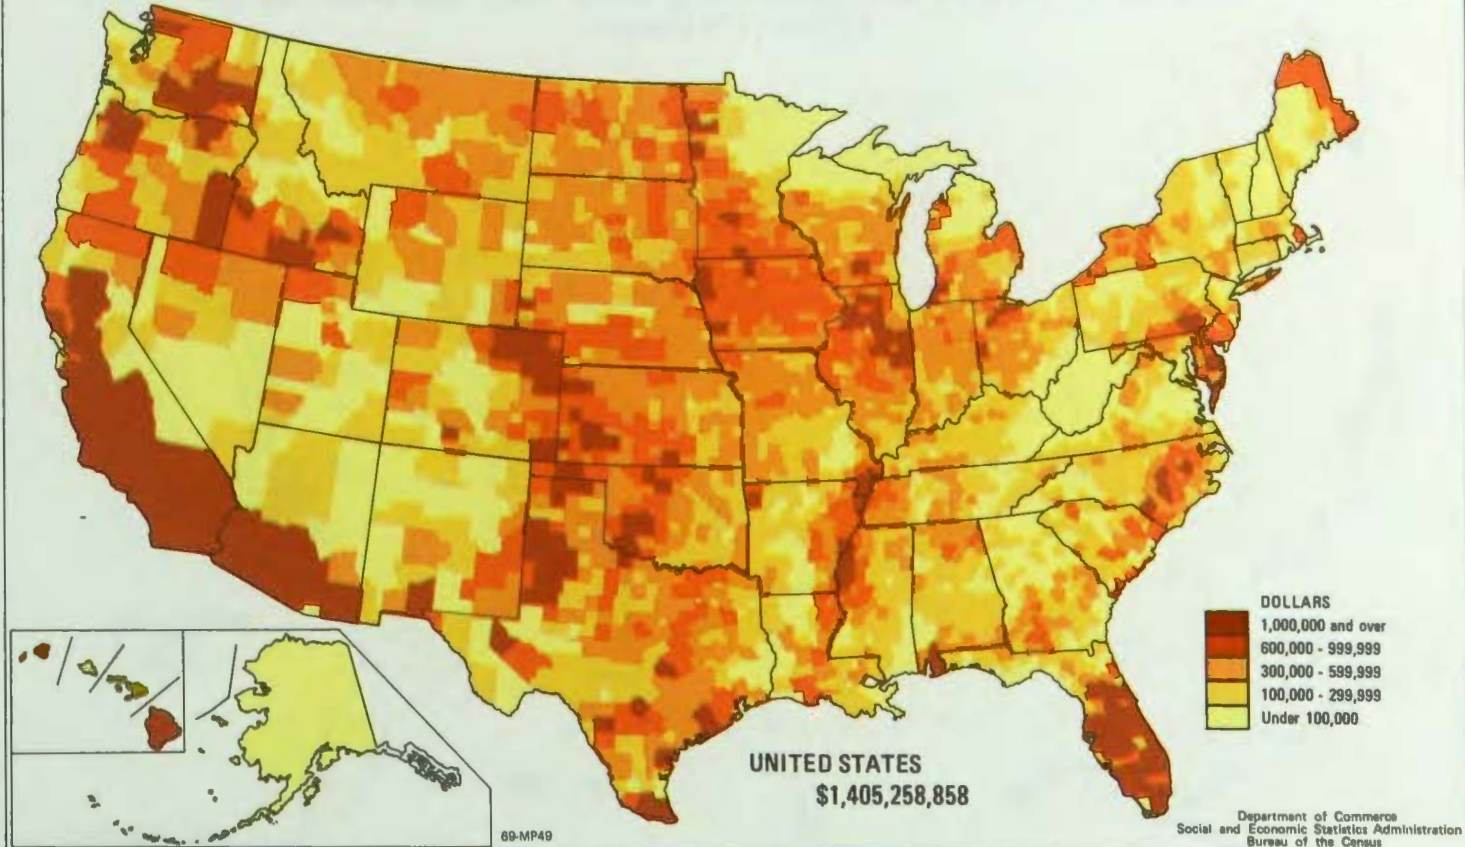 DOLLARS
1,000,000 and over
600,000 - 999,999
300,000 - 599,999
100,000 - 299,999
Under 100,000
UNITED STATES
$1,405,258,858
69-MP49
Department of Commerce
Social and Economic Statistics Administration
Bureau of the Census